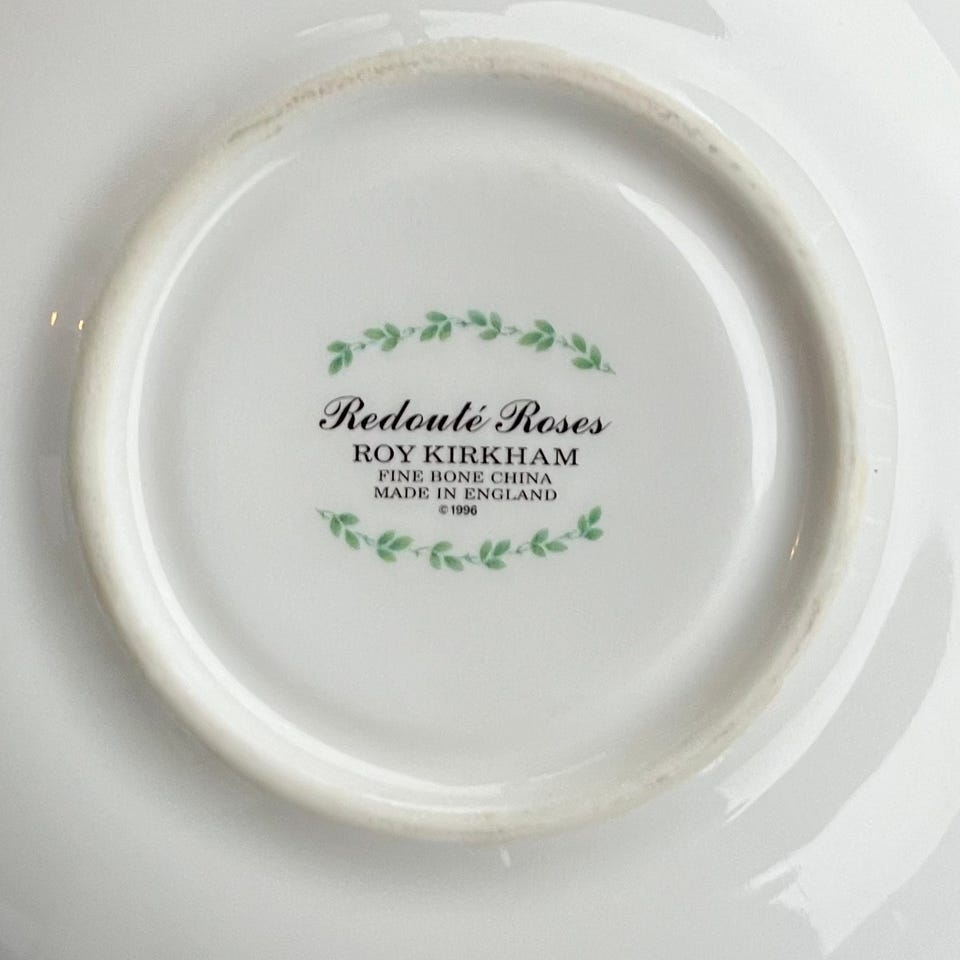 Redouté Roses
ROY KIRKHAM
FINE BONE CHINA
MADE IN ENGLAND
© 1996